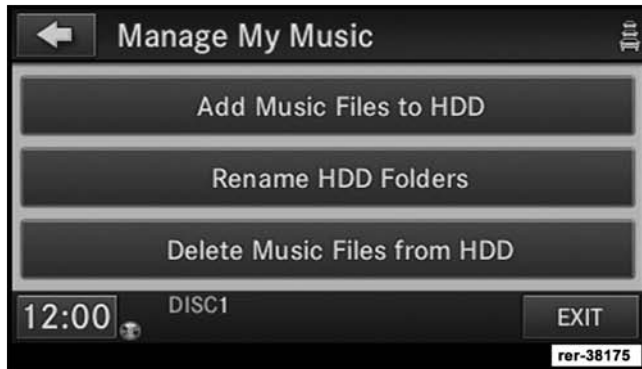 Manage My Music
Add Music Files to HDD
Rename HDD Folders
Delete Music Files from HDD
12:00
DISC1
EXIT
rer-38175